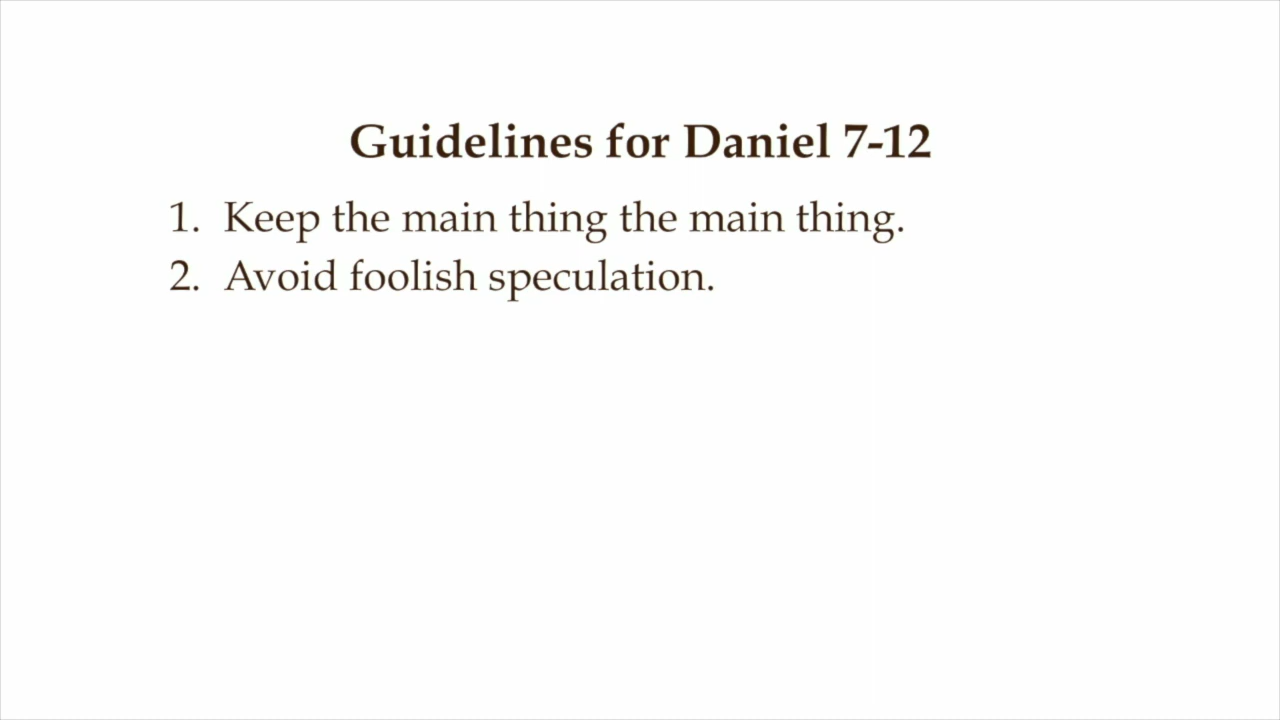 Guidelines for Daniel 7-12
1. Keep the main thing the main thing.
2. Avoid foolish speculation.